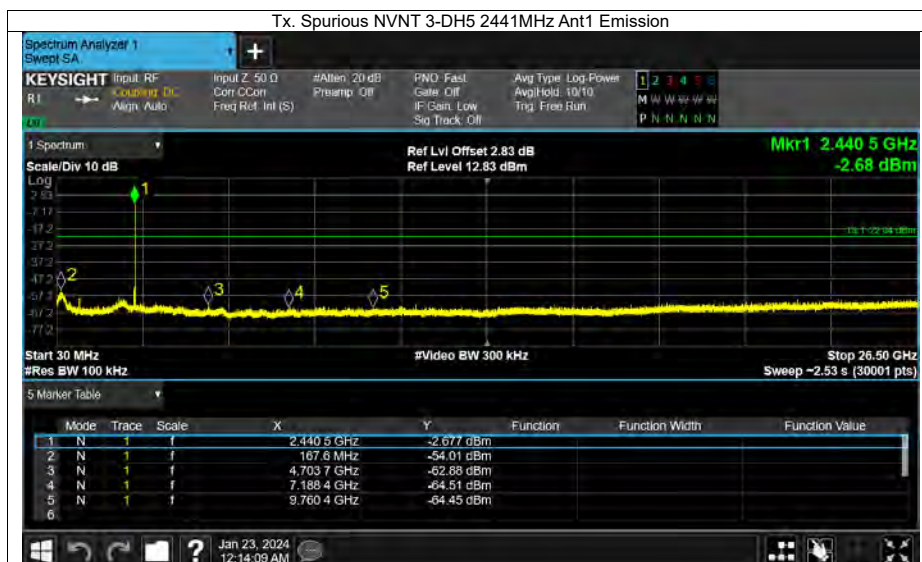 Tx. Spurious NVNT 3-DH5 2441MHz Ant1 Emission
Spectrum Analyzer 1
Swept SA
+
KEYSIGHT Input: RF Input Z: 50 Ω #Atten: 20 dB PNO: Fast Avg Type: Log-Power 1 2 3 4 5 6
R1 Coupling: DC Corr CCorr Preamp: Off Gate: Off Avg|Hold: 10/10 M W W W W W
Align: Auto Freq Ref: Int (S) IF Gain: Low Trig: Free Run
Sig Track: Off P N N N N N
1 Spectrum
Ref Lvl Offset 2.83 dB Mkr1 2.440 5 GHz
Scale/Div 10 dB Ref Level 12.83 dBm -2.68 dBm
Log
2.83
-7.17
-17.2
-27.2
-37.2
-47.2
-57.2
-67.2
-77.2
1
2
3
4
5
Start 30 MHz #Video BW 300 kHz Stop 26.50 GHz
#Res BW 100 kHz Sweep ~2.53 s (30001 pts)
5 Marker Table
Mode Trace Scale X Y Function Function Width Function Value
1 N 1 f 2.440 5 GHz -2.677 dBm
2 N 1 f 167.6 MHz -54.01 dBm
3 N 1 f 4.703 7 GHz -62.88 dBm
4 N 1 f 7.188 4 GHz -64.51 dBm
5 N 1 f 9.760 4 GHz -64.45 dBm
6
?
Jan 23, 2024
12:14:09 AM